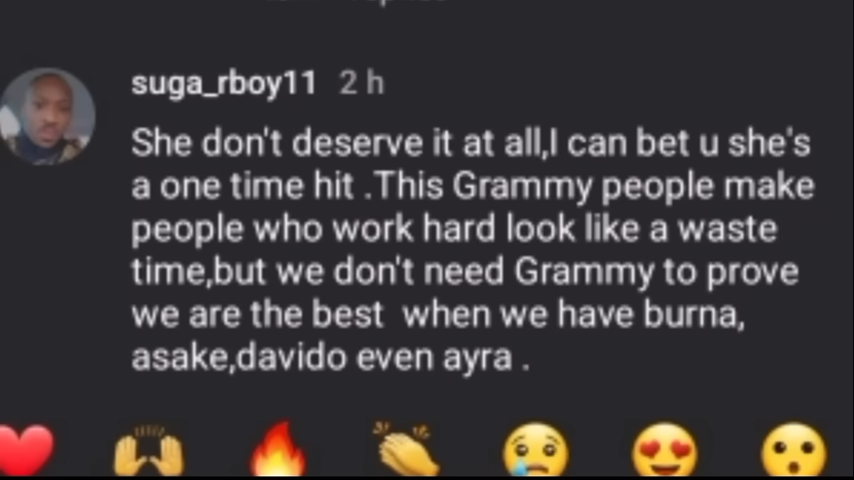 suga_rboy11 2 h
She don't deserve it at all,I can bet u she's
a one time hit .This Grammy people make
people who work hard look like a waste
time,but we don't need Grammy to prove
we are the best  when we have burna,
asake,davido even ayra .